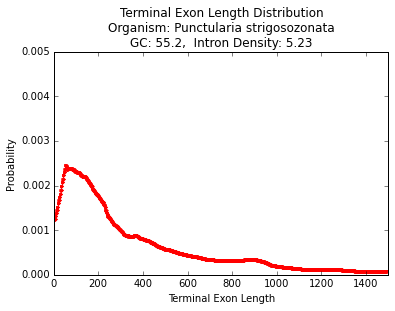 Terminal Exon Length Distribution
Organism: Punctularia strigosozonata
GC: 55.2,  Intron Density: 5.23
0.005
0.004
0.003
0.002
0.001
0.000
Probability
0
200
400
600
800
1000
1200
1400
Terminal Exon Length